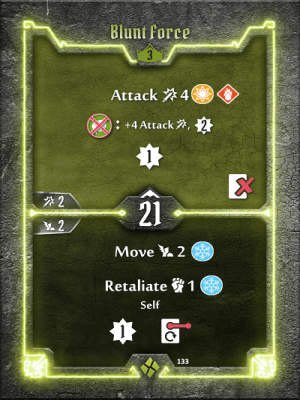 Blunt Force
3
Attack 4
: +4 Attack , 2
1
2
21
2
Move 2
Retaliate 1
Self
1
133